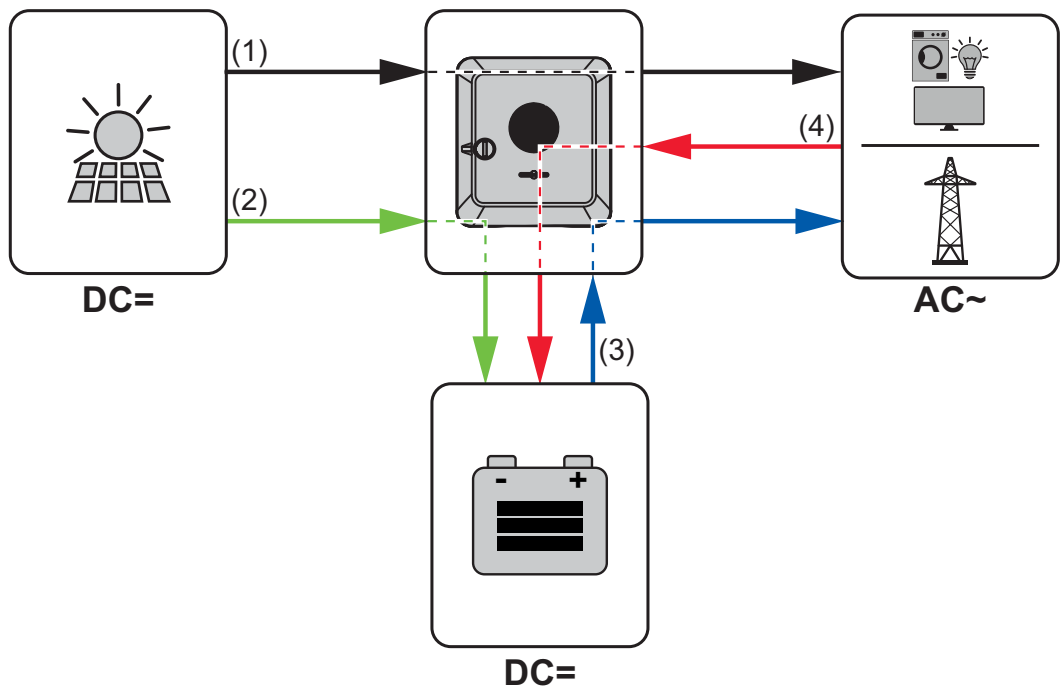 (1)
(4)
(2)
DC=
AC~
(3)
- +
DC=